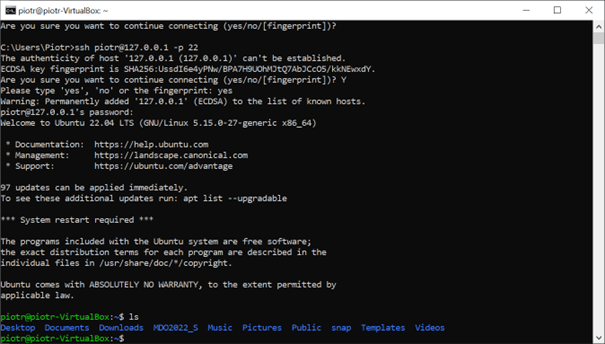 piotr@piotr-VirtualBox: ~
Are you sure you want to continue connecting (yes/no/[fingerprint])?
C:\Users\Piotr>ssh piotr@127.0.0.1 -p 22
The authenticity of host '127.0.0.1 (127.0.0.1)' can't be established.
ECDSA key fingerprint is SHA256:UssdI6e4yPNw/BPA7H9UOhMJtQ7AbJCcO5/kkNEwxdY.
Are you sure you want to continue connecting (yes/no/[fingerprint])? Y
Please type 'yes', 'no' or the fingerprint: yes
Warning: Permanently added '127.0.0.1' (ECDSA) to the list of known hosts.
piotr@127.0.0.1's password:
Welcome to Ubuntu 22.04 LTS (GNU/Linux 5.15.0-27-generic x86_64)
* Documentation:  https://help.ubuntu.com
* Management:     https://landscape.canonical.com
* Support:        https://ubuntu.com/advantage
97 updates can be applied immediately.
To see these additional updates run: apt list --upgradable
*** System restart required ***
The programs included with the Ubuntu system are free software;
the exact distribution terms for each program are described in the
individual files in /usr/share/doc/*/copyright.
Ubuntu comes with ABSOLUTELY NO WARRANTY, to the extent permitted by
applicable law.
piotr@piotr-VirtualBox:~$ ls
Desktop  Documents  Downloads  MDO2022_S  Music  Pictures  Public  snap  Templates  Videos
piotr@piotr-VirtualBox:~$